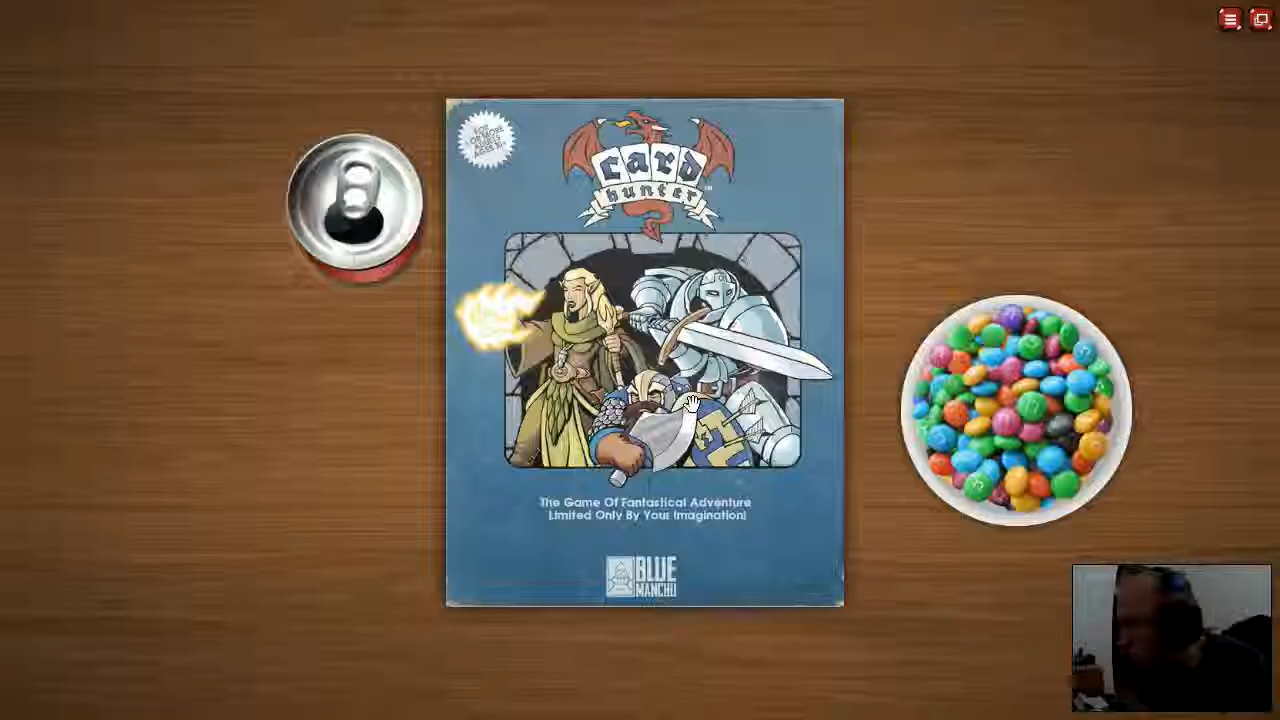 card
hunter
The Game Of Fantastical Adventure
Limited Only By Your Imagination!
BLUE
MANCHU